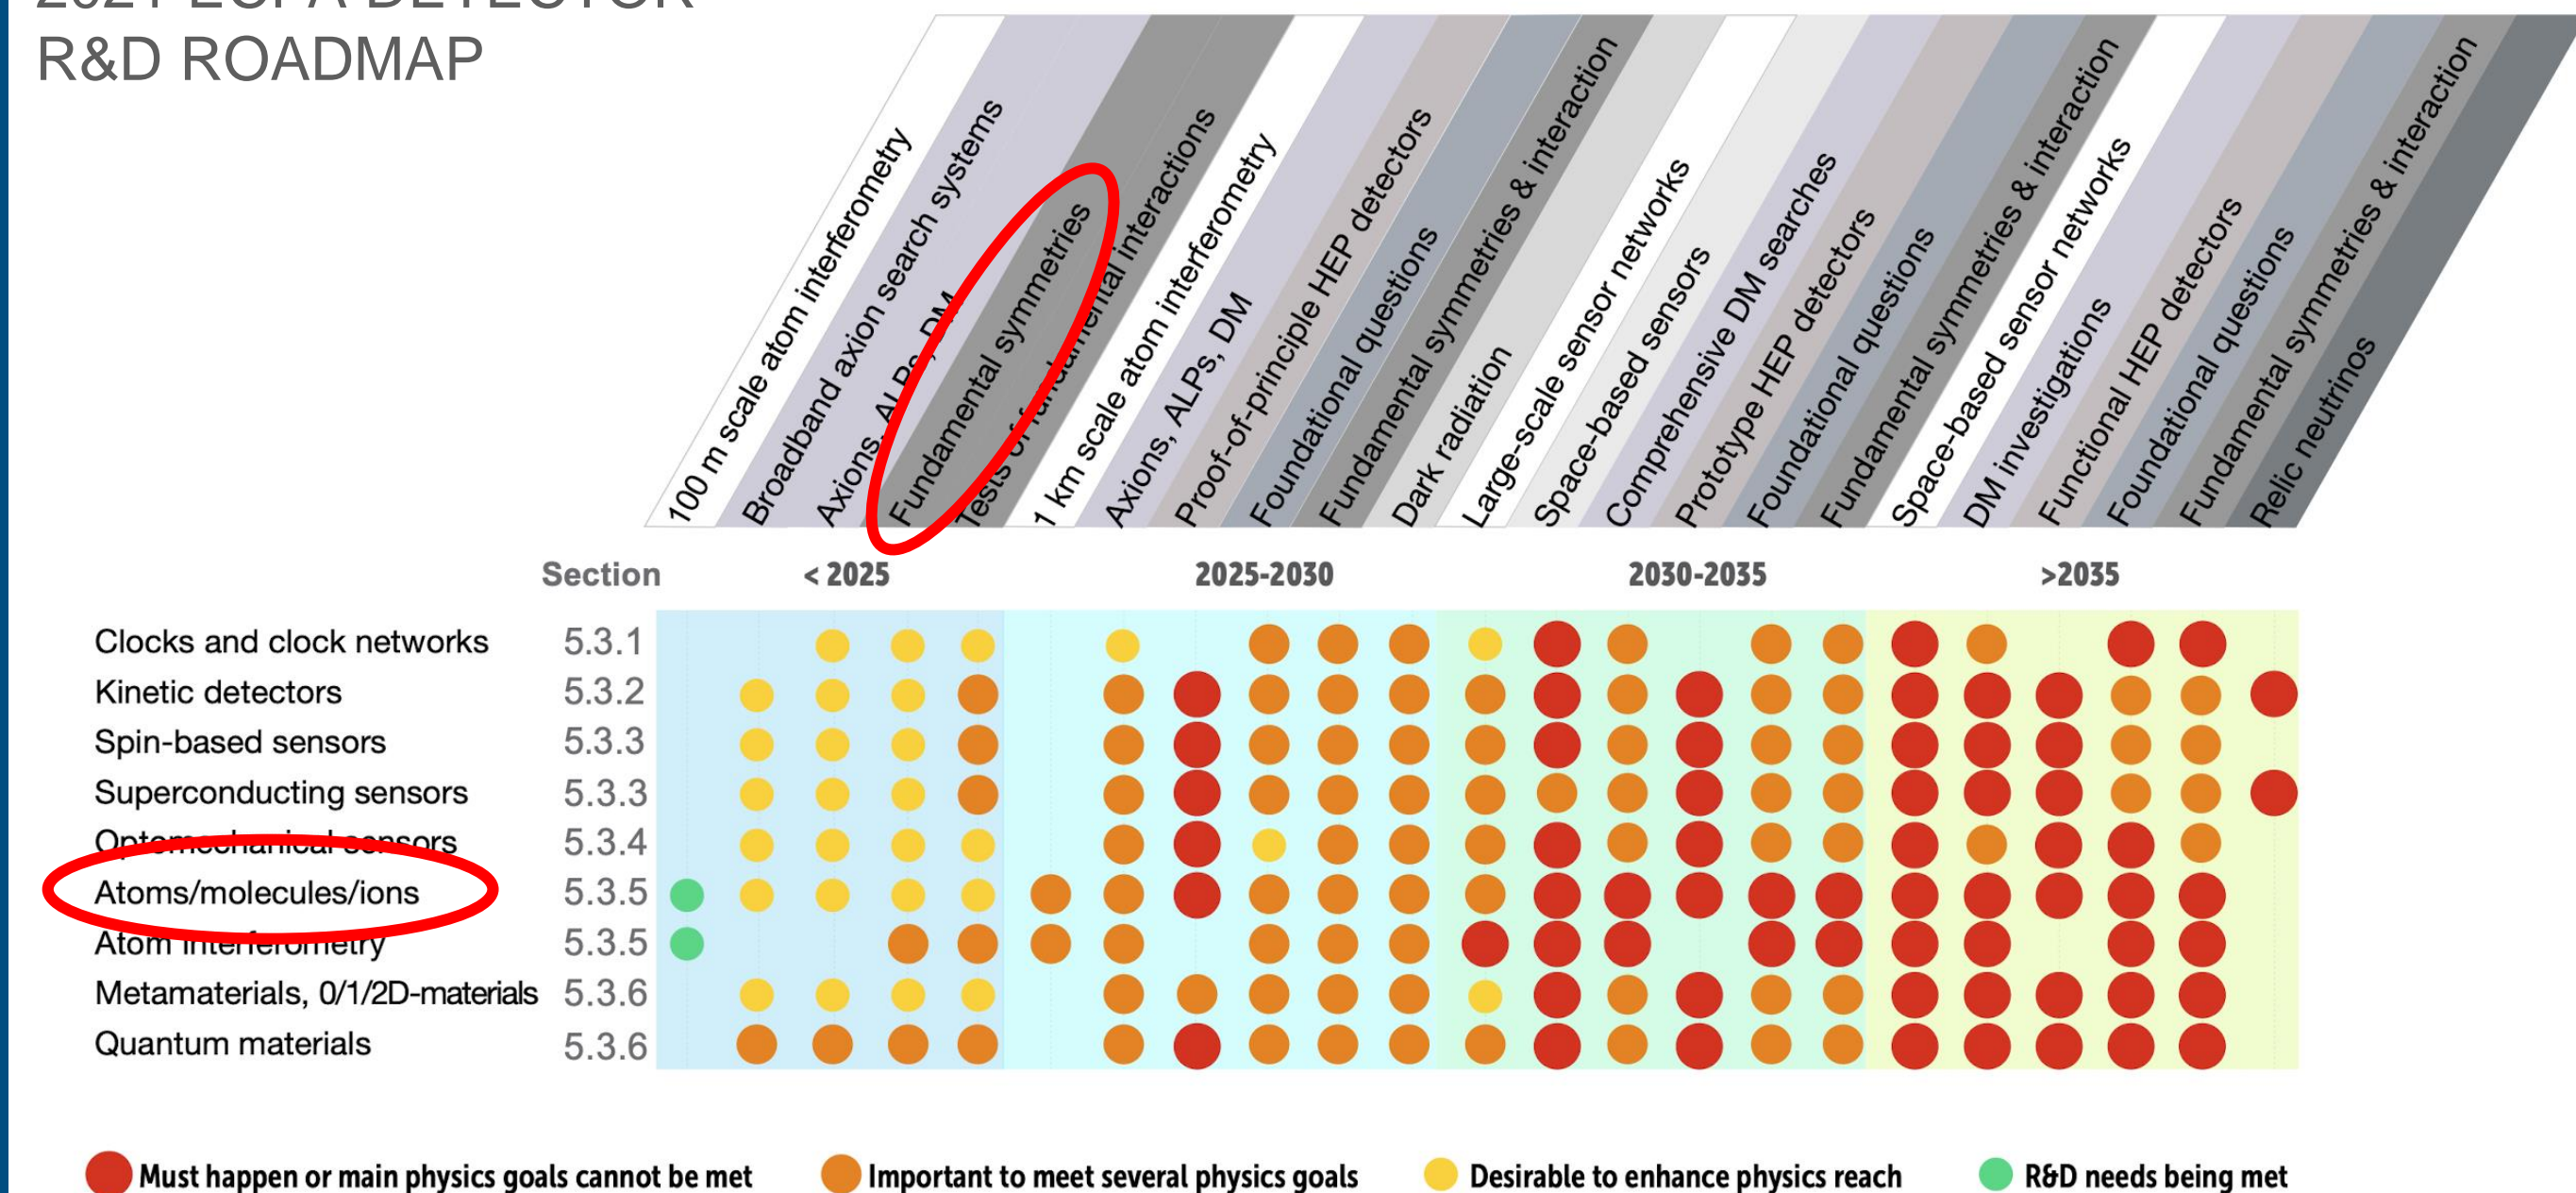 2021 ECFA DETECTOR
R&D ROADMAP
100 m scale atom interferometry
Broadband axion search systems
Axions, ALPs, DM
Fundamental symmetries
Tests of fundamental interactions
1 km scale atom interferometry
Axions, ALPs, DM
Proof-of-principle HEP detectors
Foundational questions
Fundamental symmetries & interaction
Dark radiation
Large-scale sensor networks
Space-based sensors
Comprehensive DM searches
Prototype HEP detectors
Foundational questions
Fundamental symmetries & interaction
Space-based sensor networks
DM investigations
Functional HEP detectors
Foundational questions
Fundamental symmetries & interaction
Relic neutrinos
Section < 2025 2025-2030 2030-2035 >2035
Clocks and clock networks 5.3.1
Kinetic detectors 5.3.2
Spin-based sensors 5.3.3
Superconducting sensors 5.3.3
Optomechanical sensors 5.3.4
Atoms/molecules/ions 5.3.5
Atom interferometry 5.3.5
Metamaterials, 0/1/2D-materials 5.3.6
Quantum materials 5.3.6
Must happen or main physics goals cannot be met Important to meet several physics goals Desirable to enhance physics reach R&D needs being met